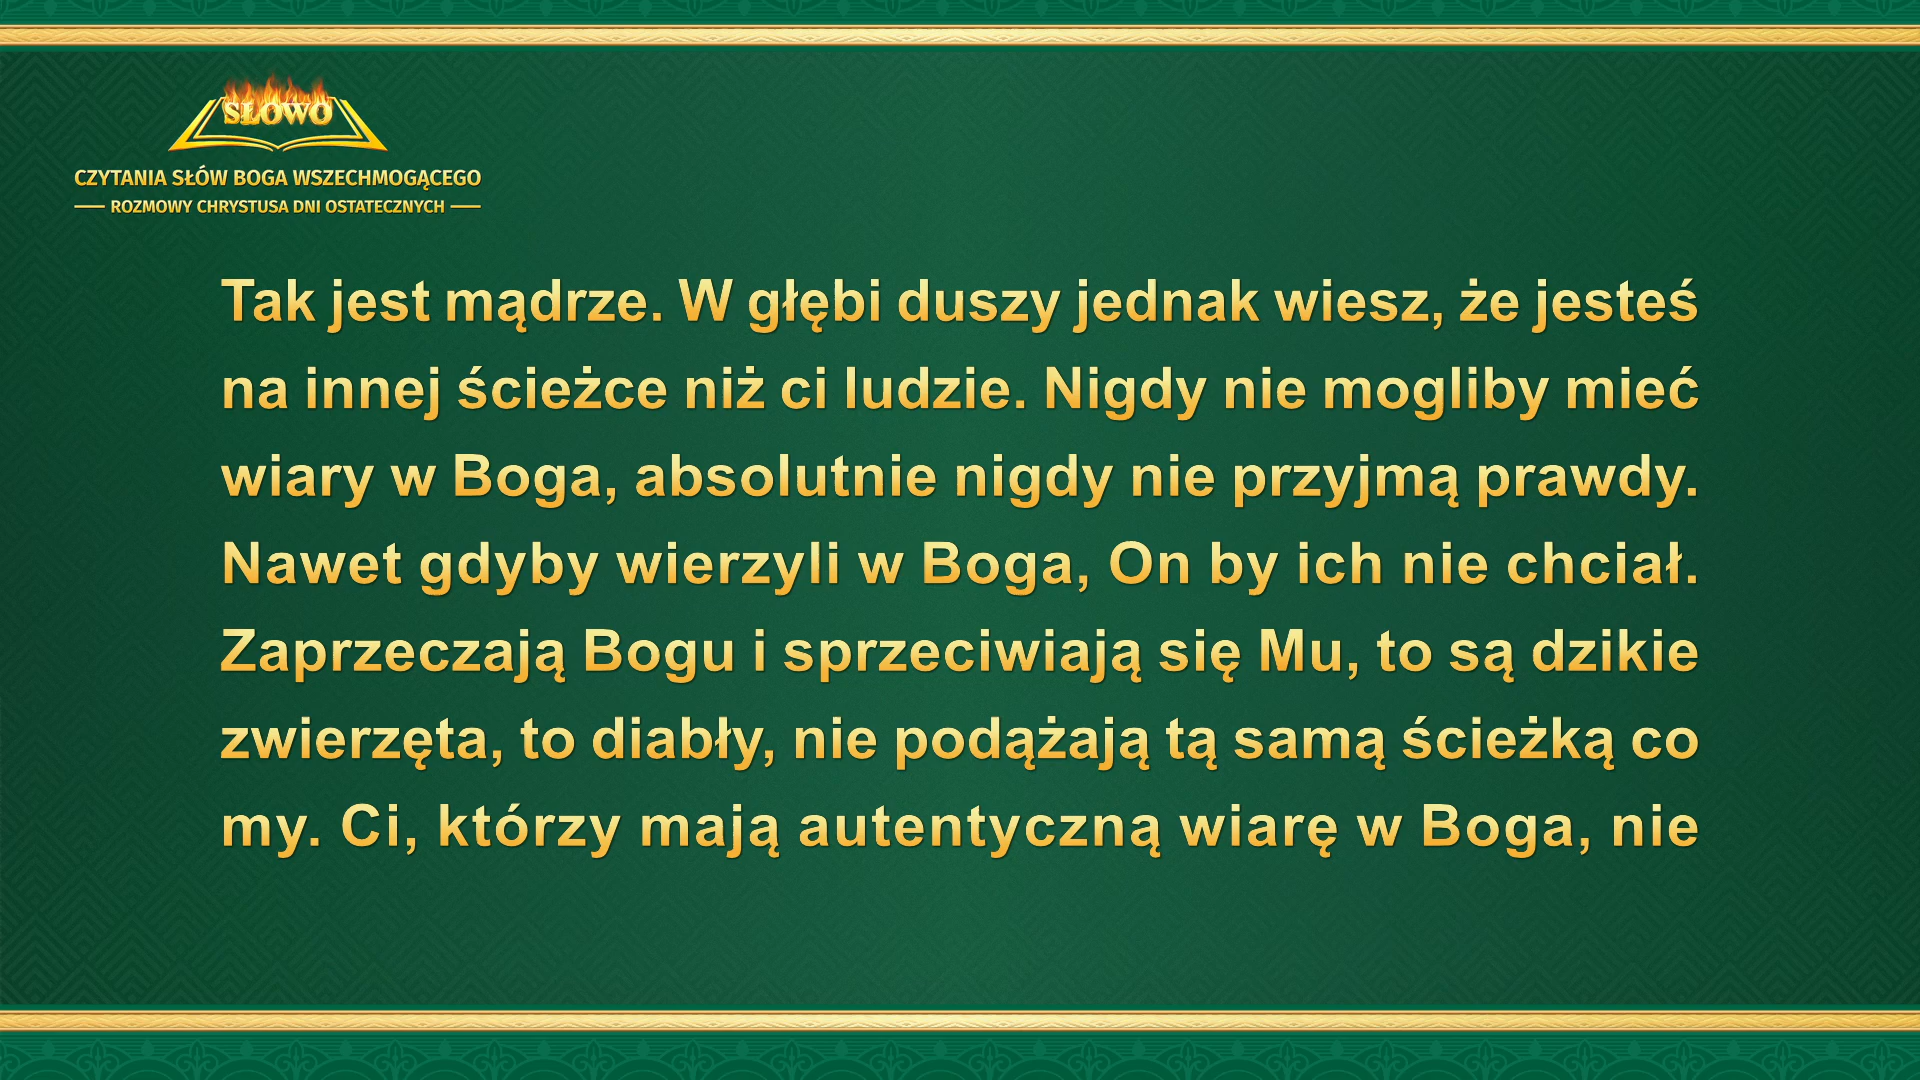 SŁOWO
CZYTANIA SŁÓW BOGA WSZECHMOGĄCEGO
ROZMOWY CHRYSTUSA DNI OSTATECZNYCH
Tak jest mądrze. W głębi duszy jednak wiesz, że jesteś
na innej ścieżce niż ci ludzie. Nigdy nie mogliby mieć
wiary w Boga, absolutnie nigdy nie przyjmą prawdy.
Nawet gdyby wierzyli w Boga, On by ich nie chciał.
Zaprzeczają Bogu i sprzeciwiają się Mu, to są dzikie
zwierzęta, to diabły, nie podążają tą samą ścieżką co
my. Ci, którzy mają autentyczną wiarę w Boga, nie